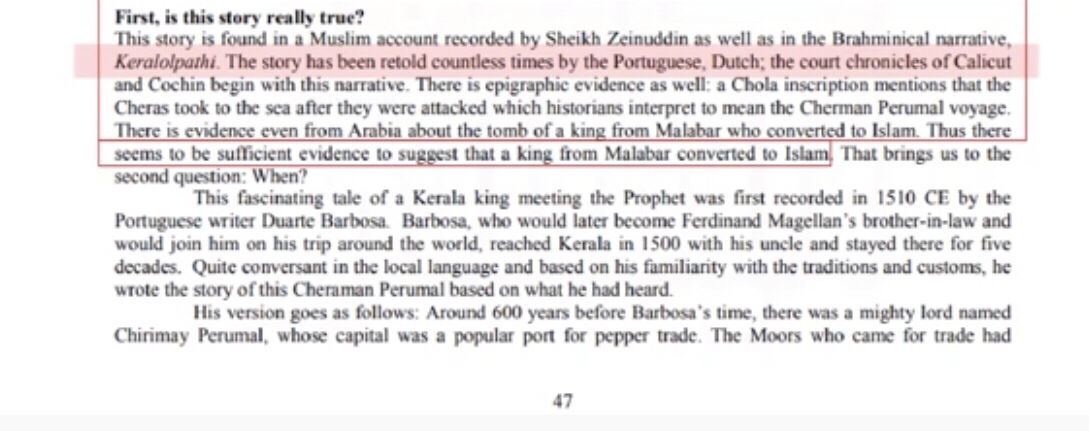 First, is this story really true?
This story is found in a Muslim account recorded by Sheikh Zeinuddin as well as in the Brahminical narrative,
Keralolpathi. The story has been retold countless times by the Portuguese, Dutch; the court chronicles of Calicut
and Cochin begin with this narrative. There is epigraphic evidence as well: a Chola inscription mentions that the
Cheras took to the sea after they were attacked which historians interpret to mean the Cherman Perumal voyage.
There is evidence even from Arabia about the tomb of a king from Malabar who converted to Islam. Thus there
seems to be sufficient evidence to suggest that a king from Malabar converted to Islam. That brings us to the
second question: When?
This fascinating tale of a Kerala king meeting the Prophet was first recorded in 1510 CE by the
Portuguese writer Duarte Barbosa. Barbosa, who would later become Ferdinand Magellan's brother-in-law and
would join him on his trip around the world, reached Kerala in 1500 with his uncle and stayed there for five
decades. Quite conversant in the local language and based on his familiarity with the traditions and customs, he
wrote the story of this Cheraman Perumal based on what he had heard.
His version goes as follows: Around 600 years before Barbosa's time, there was a mighty lord named
Chirimay Perumal, whose capital was a popular port for pepper trade. The Moors who came for trade had
47